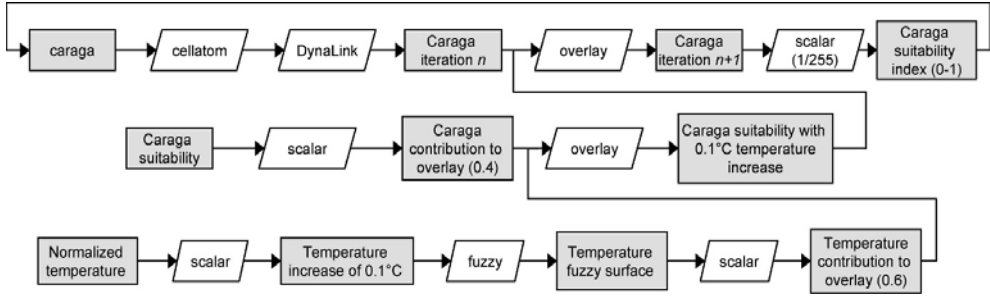 caraga
cellatom
DynaLink
Caraga
iteration n
overlay
Caraga
iteration n+1
scalar
(1/255)
Caraga
suitability
index (0-1)
Caraga
suitability
scalar
Caraga
contribution to
overlay (0.4)
overlay
Caraga suitability with
0.1°C temperature
increase
Normalized
temperature
scalar
Temperature
increase of 0.1°C
fuzzy
Temperature
fuzzy surface
scalar
Temperature
contribution to
overlay (0.6)